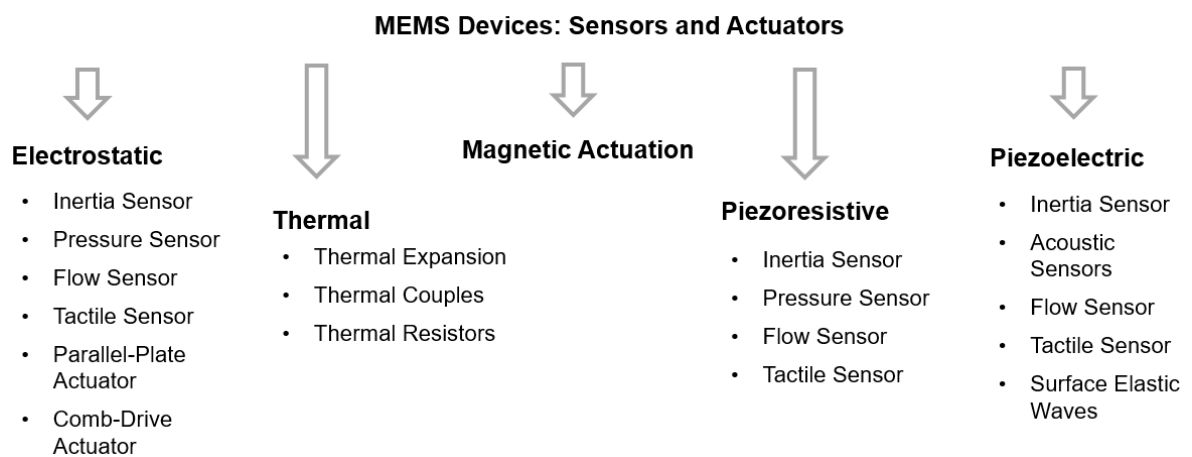 MEMS Devices: Sensors and Actuators
Electrostatic
• Inertia Sensor
• Pressure Sensor
• Flow Sensor
• Tactile Sensor
• Parallel-Plate
Actuator
• Comb-Drive
Actuator
Thermal
• Thermal Expansion
• Thermal Couples
• Thermal Resistors
Magnetic Actuation
Piezoresistive
• Inertia Sensor
• Pressure Sensor
• Flow Sensor
• Tactile Sensor
Piezoelectric
• Inertia Sensor
• Acoustic
Sensors
• Flow Sensor
• Tactile Sensor
• Surface Elastic
Waves